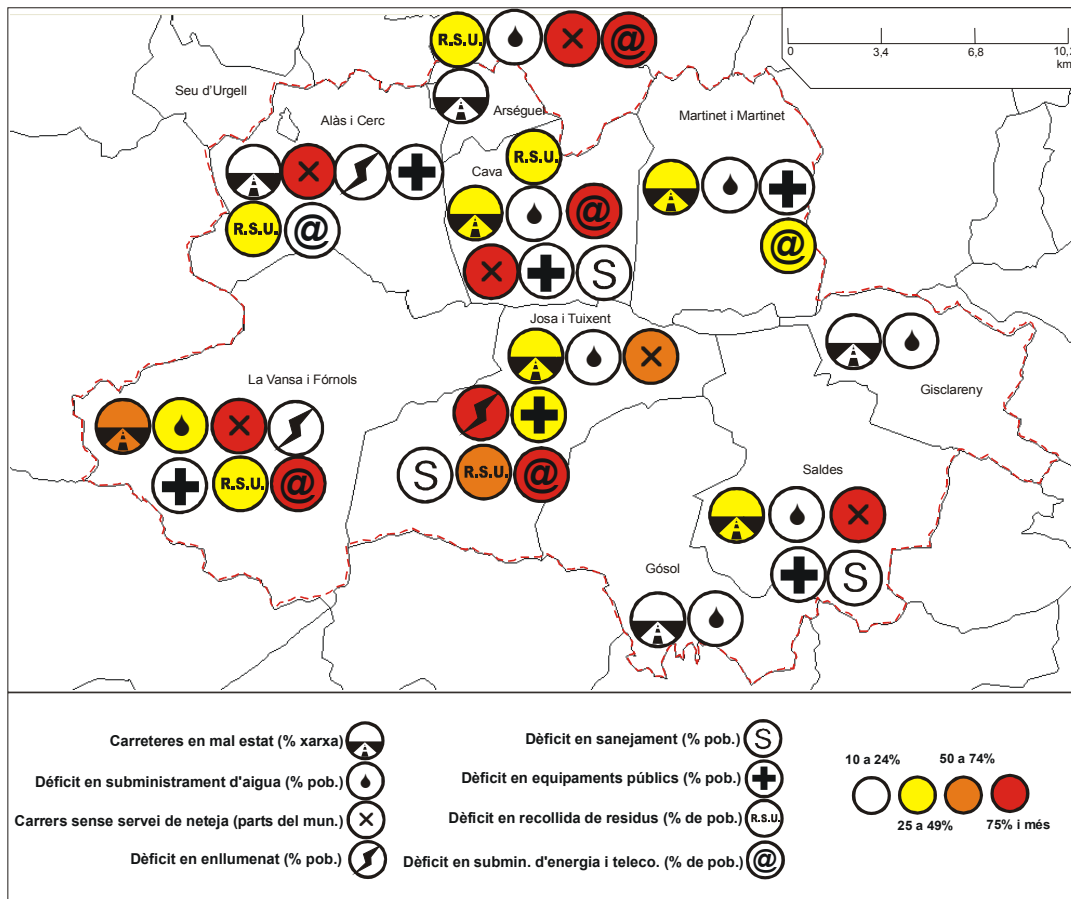 R.S.U.
@
0
3,4
6,8
10,2
km
Seu d'Urgell
Alàs i Cerc
Arséguel
Martinet i Martinet
R.S.U.
Cava
@
R.S.U.
@
@
S
Josa i Tuixent
Gisclareny
La Vansa i Fórnols
S
R.S.U.
@
R.S.U.
@
Saldes
S
Gósol
Carreteres en mal estat (% xarxa)
Déficit en subministrament d'aigua (% pob.)
Carrers sense servei de neteja (parts del mun.)
Dèficit en enllumenat (% pob.)
Dèficit en sanejament (% pob.)
S
Dèficit en equipaments públics (% pob.)
Dèficit en recollida de residus (% de pob.)
R.S.U.
Dèficit en submin. d'energia i teleco. (% de pob.)
@
10 a 24%
50 a 74%
25 a 49%
75% i més